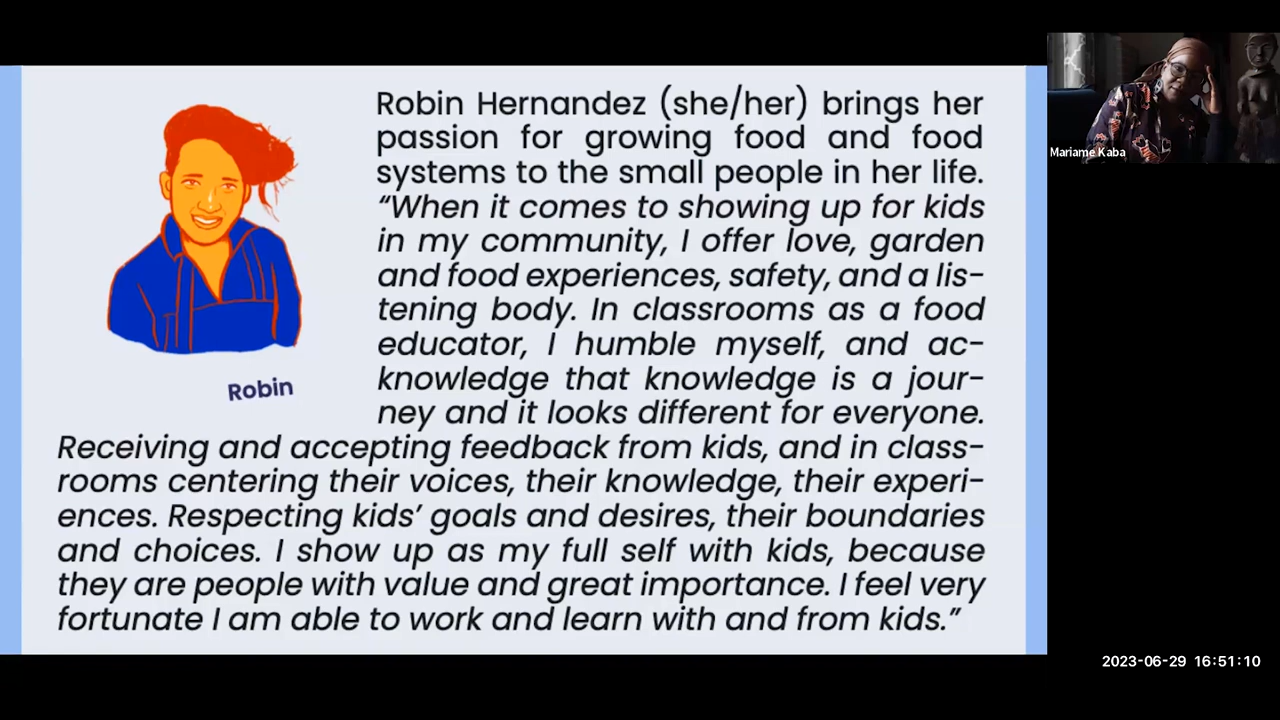 Robin Hernandez (she/her) brings her
passion for growing food and food
systems to the small people in her life.
“When it comes to showing up for kids
in my community, I offer love, garden
and food experiences, safety, and a lis-
tening body. In classrooms as a food
educator, I humble myself, and ac-
knowledge that knowledge is a jour-
ney and it looks different for everyone.
Receiving and accepting feedback from kids, and in class-
rooms centering their voices, their knowledge, their experi-
ences. Respecting kids’ goals and desires, their boundaries
and choices. I show up as my full self with kids, because
they are people with value and great importance. I feel very
fortunate I am able to work and learn with and from kids.”
Robin
Mariame Kaba
2023-06-29 16:51:10